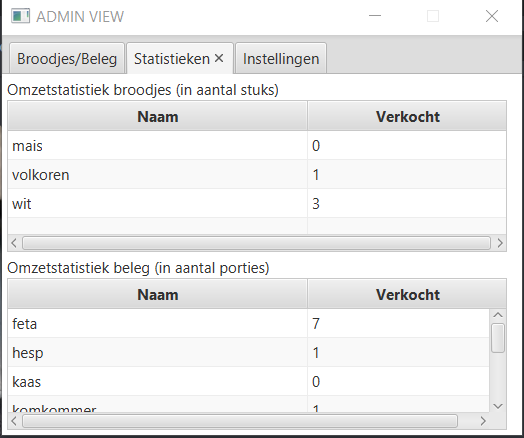 ADMIN VIEW
Broodjes/Beleg Statistieken Instellingen
Omzetstatistiek broodjes (in aantal stuks)
Naam Verkocht
mais 0
volkoren 1
wit 3
Omzetstatistiek beleg (in aantal porties)
Naam Verkocht
feta 7
hesp 1
kaas 0
komkommer 1